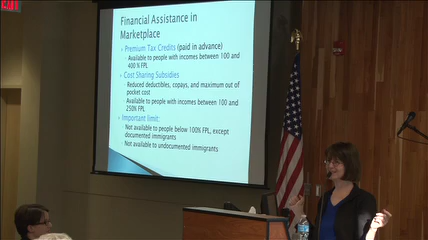 Financial Assistance in
Marketplace
Premium Tax Credits (paid in advance)
Available to people with incomes between 100 and
400 % FPL
Cost Sharing Subsidies
Reduced deductibles, copays, and maximum out of
pocket cost
Available to people with incomes between 100 and
250% FPL
Important limit:
Not available to people below 100% FPL, except
documented immigrants
Not available to undocumented immigrants